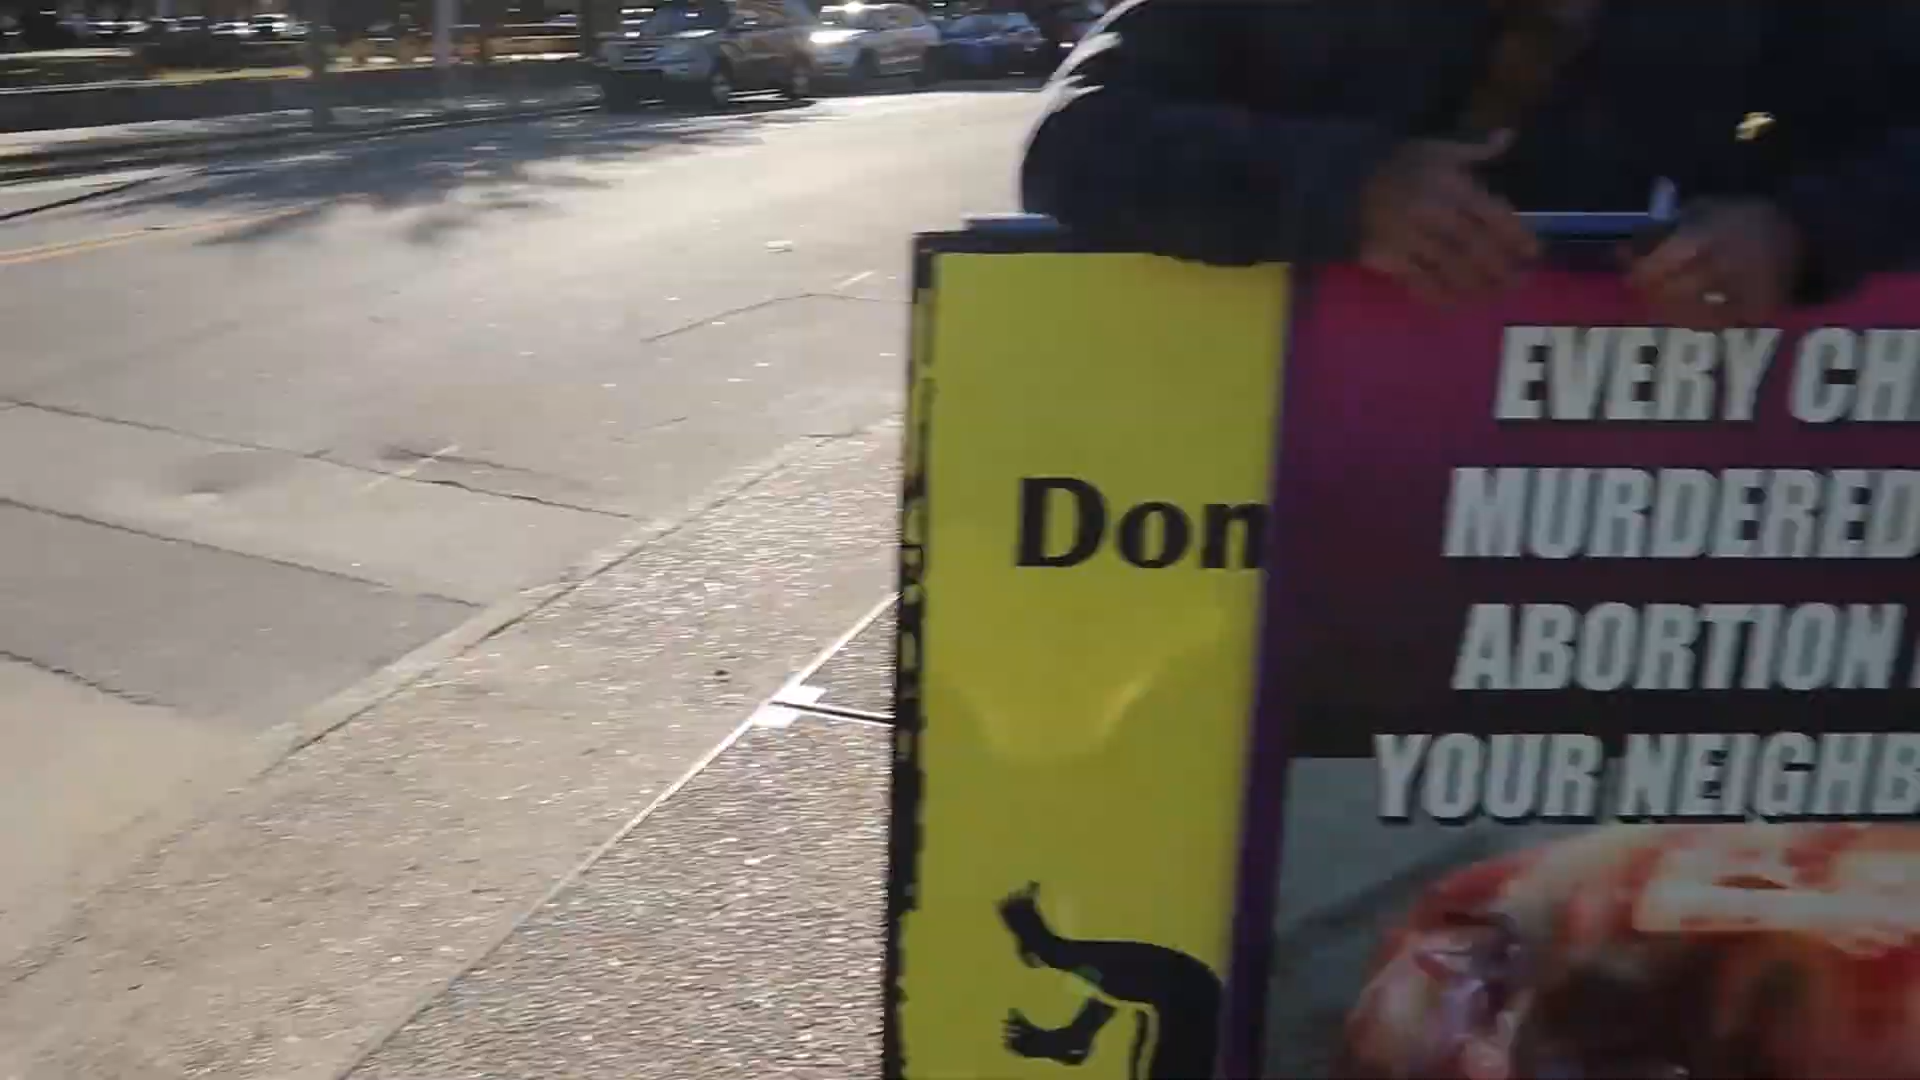 Don
EVERY CH
MURDERED
ABORTION
YOUR NEIGHB